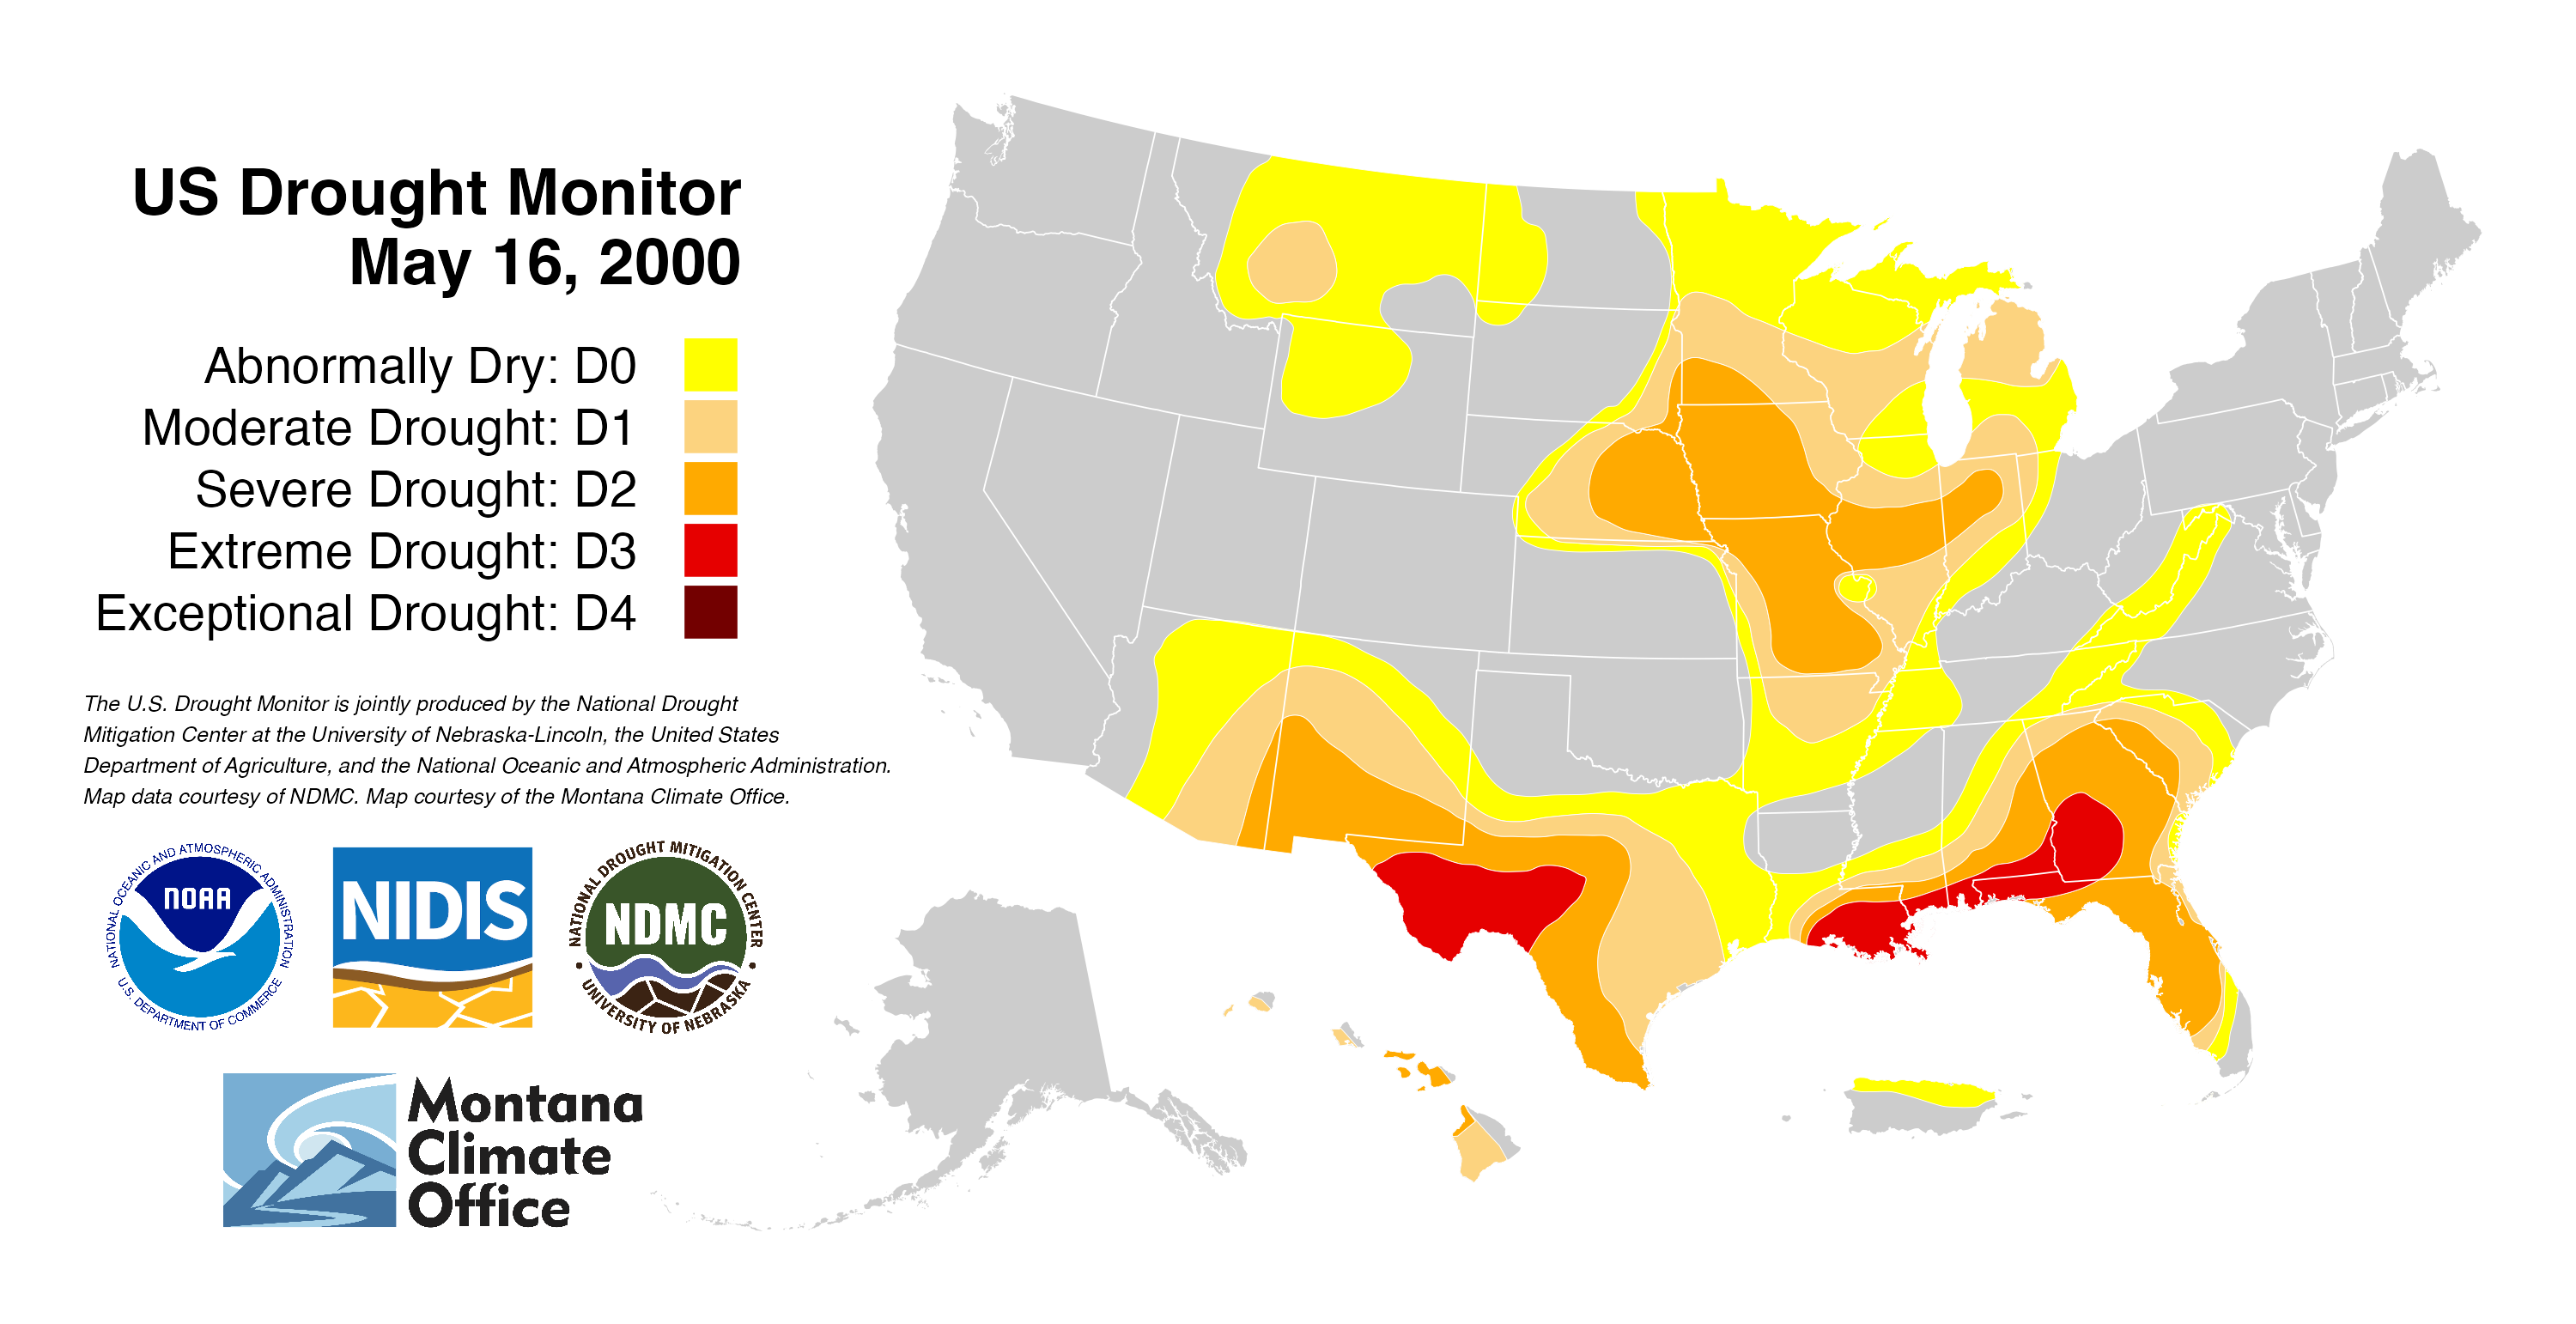 US Drought Monitor
May 16, 2000
Abnormally Dry: D0
Moderate Drought: D1
Severe Drought: D2
Extreme Drought: D3
Exceptional Drought: D4
The U.S. Drought Monitor is jointly produced by the National Drought
Mitigation Center at the University of Nebraska-Lincoln, the United States
Department of Agriculture, and the National Oceanic and Atmospheric Administration.
Map data courtesy of NDMC. Map courtesy of the Montana Climate Office.
NATIONAL OCEANIC AND ATMOSPHERIC ADMINISTRATION
NOAA
U.S. DEPARTMENT OF COMMERCE
NIDIS
NATIONAL DROUGHT MITIGATION CENTER
NDMC
UNIVERSITY OF NEBRASKA
Montana
Climate
Office